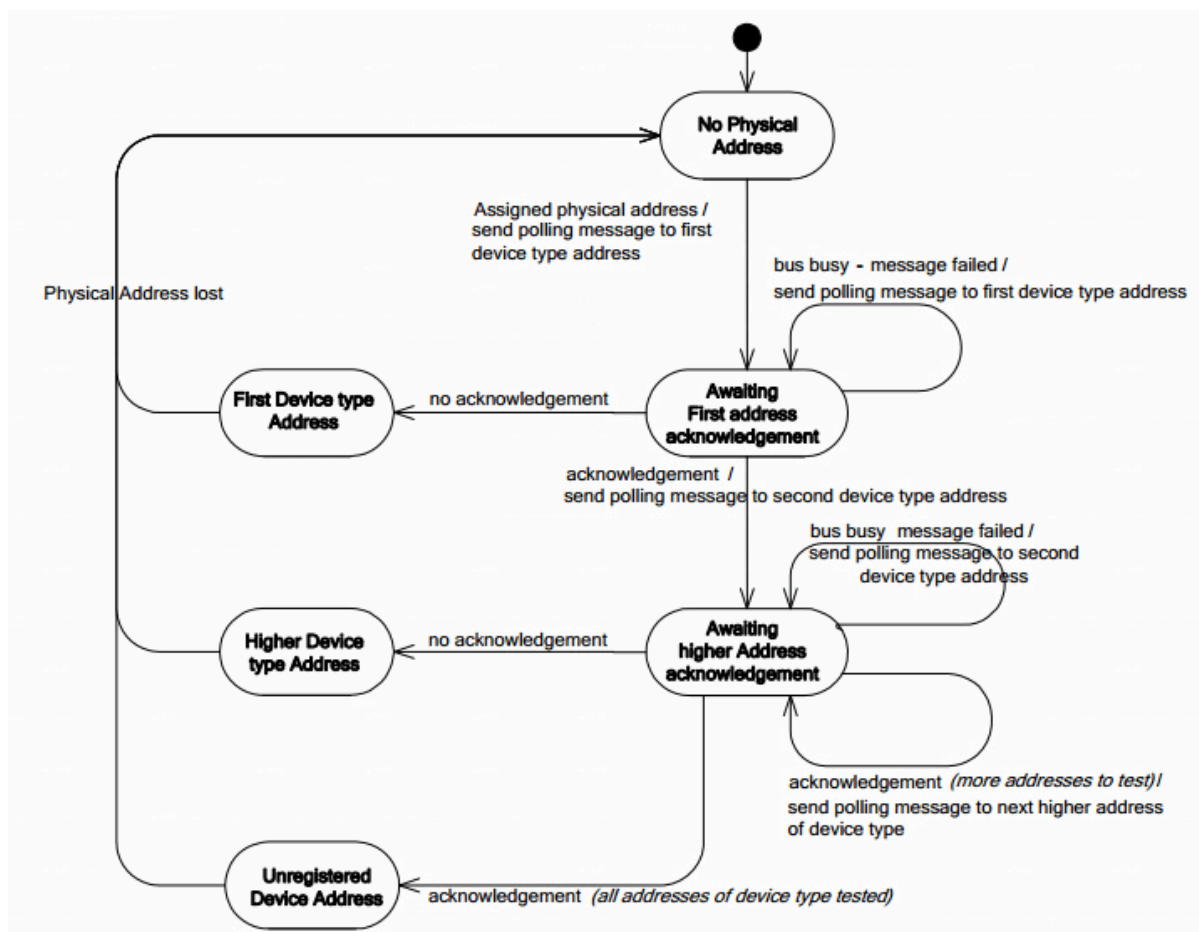 No Physical
Address
Assigned physical address /
send polling message to first
device type address
bus busy - message failed /
send polling message to first device type address
Physical Address lost
First Device type
Address
no acknowledgement
Awaiting
First address
acknowledgement
acknowledgement /
send polling message to second device type address
bus busy message failed /
send polling message to second
device type address
Higher Device
type Address
no acknowledgement
Awaiting
higher Address
acknowledgement
acknowledgement (more addresses to test)/
send polling message to next higher address
of device type
Unregistered
Device Address
acknowledgement (all addresses of device type tested)